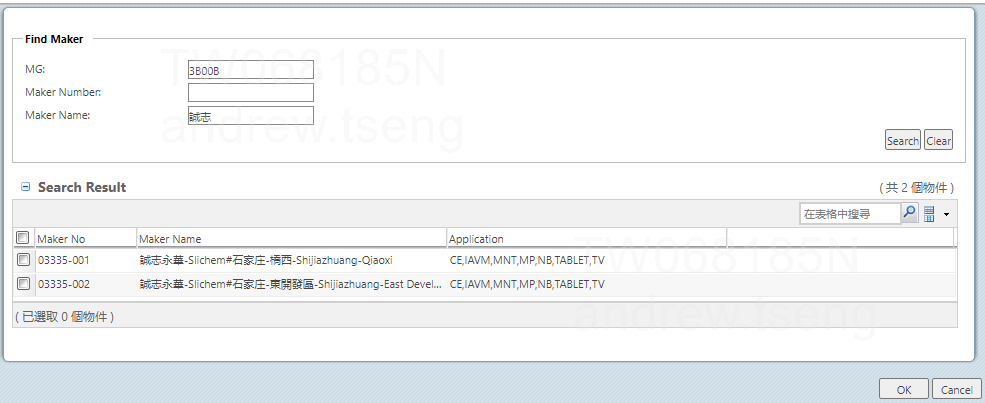 Find Maker
TW068185N
MG: 3B00B
Maker Number:
Maker Name: 誠志
andrew.tseng
Search Clear
Search Result ( 共 2 個物件 )
在表格中搜尋
Maker No Maker Name Application
TW068185N
03335-001 誠志永華-Slichem#石家庄-橋西-Shijiazhuang-Qiaoxi CE,IAVM,MNT,MP,NB,TABLET,TV
03335-002 誠志永華-Slichem#石家庄-東開發區-Shijiazhuang-East Devel... CE,IAVM,MNT,MP,NB,TABLET,TV
( 已選取 0 個物件 )
andrew.tseng
OK Cancel